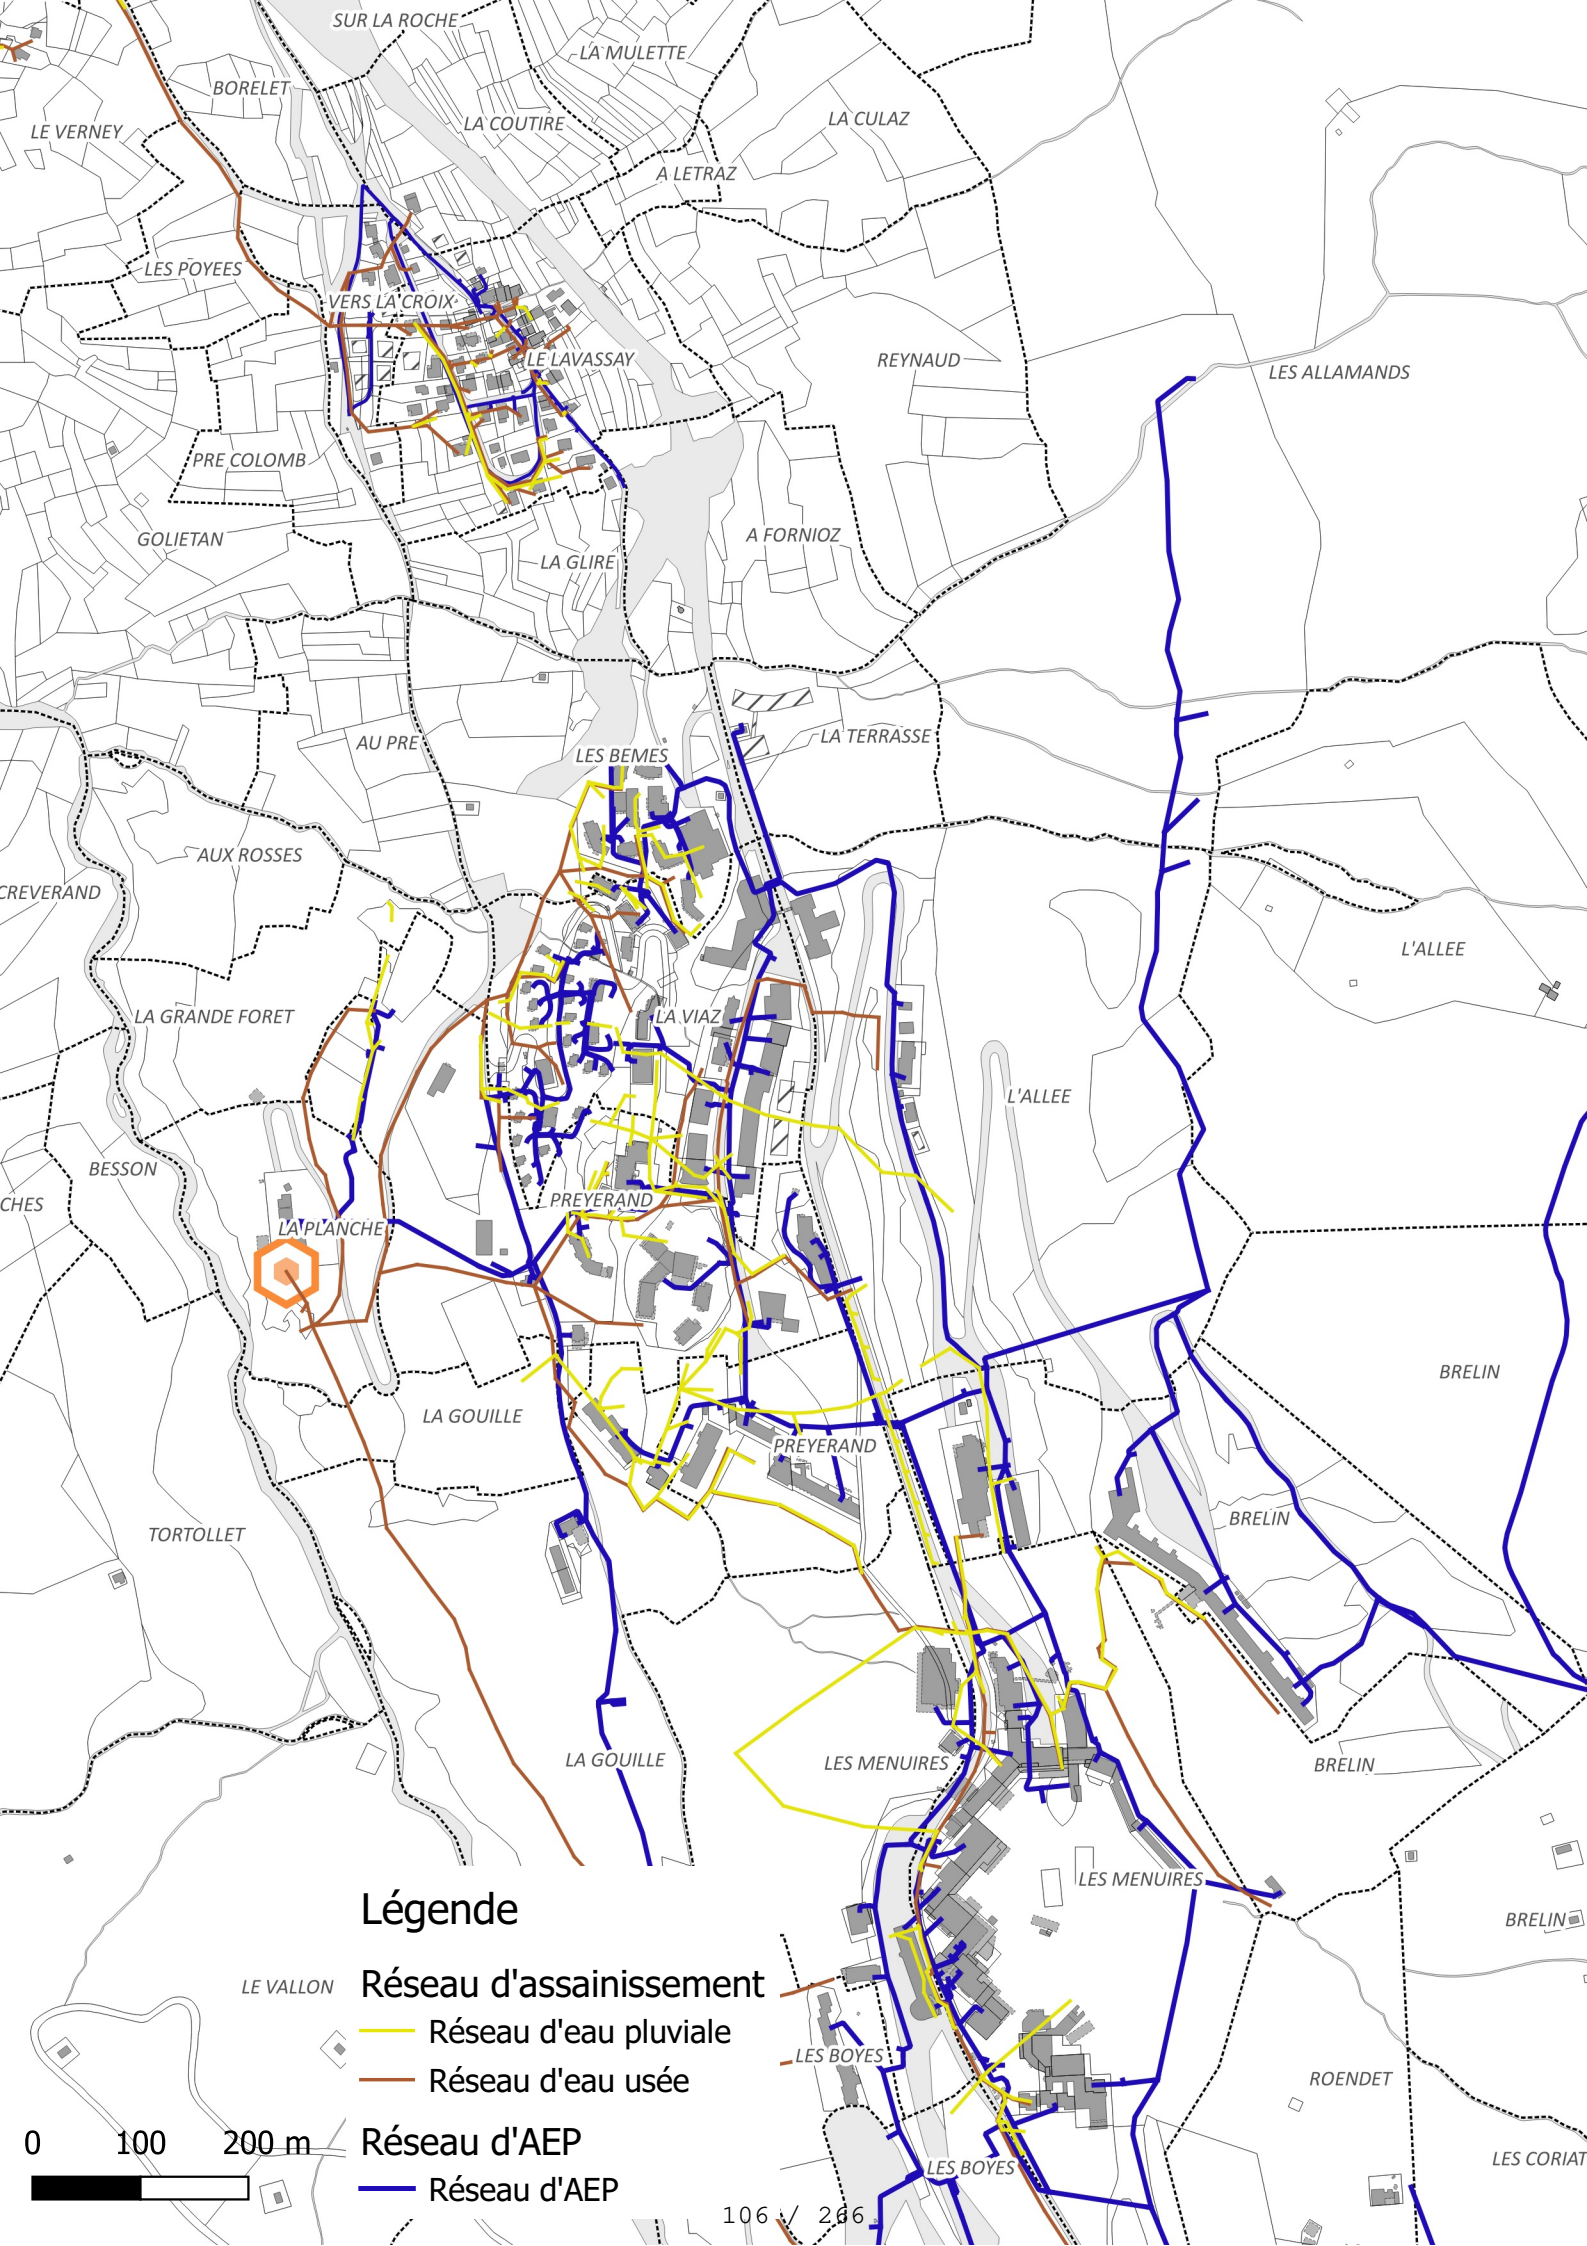 SUR LA ROCHE
LA MULETTE
BORELET
LE VERNEY
LA COUTIRE
LA CULAZ
A LETRAZ
LES POYEES
VERS LA CROIX
LE LAVASSAY
REYNAUD
LES ALLAMANDS
PRE COLOMB
GOLIETAN
A FORNIOZ
LA GLIRE
AU PRE
LES BEMES
LA TERRASSE
AUX ROSSES
CREVERAND
L'ALLEE
LA GRANDE FORET
LA VIAZ
L'ALLEE
BESSON
CHES
PREYERAND
LA PLANCHE
BRELIN
LA GOUILLE
PREYERAND
BRELIN
TORTOLLET
LA GOUILLE
LES MENUIRES
BRELIN
LES MENUIRES
BRELIN
LE VALLON
LES BOYES
ROENDET
LES CORIAT
LES BOYES
Légende
Réseau d'assainissement
Réseau d'eau pluviale
Réseau d'eau usée
Réseau d'AEP
Réseau d'AEP
0 100 200 m
106 / 266